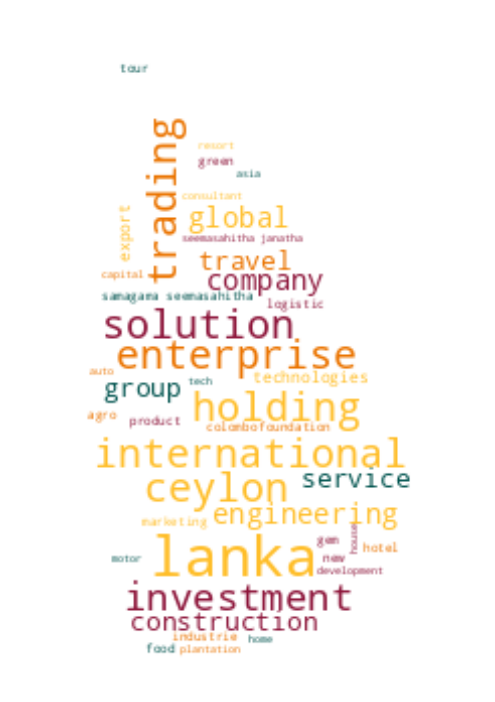 tour
trading
resort
green
asia
consultant
export
global
seemasahitha janatha
travel
capital
company
samagama seemasahitha
logistic
solution
enterprise
auto
technologies
group
tech
holding
agro
product
colombo foundation
international
service
ceylon
engineering
marketing
house
lanka
gem
hotel
motor
new
development
investment
construction
industrie
home
food
plantation